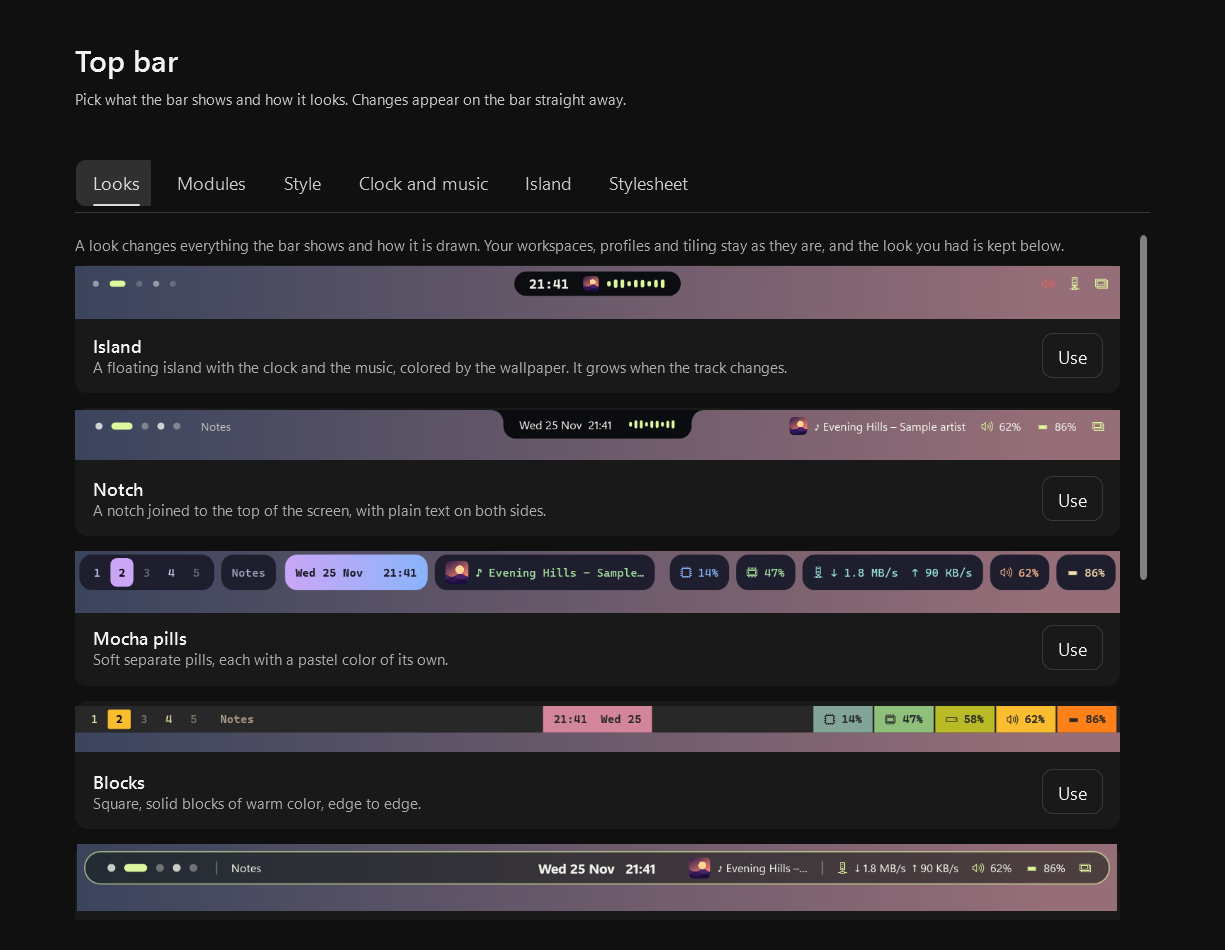 Top bar
Pick what the bar shows and how it looks. Changes appear on the bar straight away.
Looks Modules Style Clock and music Island Stylesheet
A look changes everything the bar shows and how it is drawn. Your workspaces, profiles and tiling stay as they are, and the look you had is kept below.
21:41
Island
A floating island with the clock and the music, colored by the wallpaper. It grows when the track changes.
Use
Notes Wed 25 Nov 21:41 ♪ Evening Hills – Sample artist 62% 86%
Notch
A notch joined to the top of the screen, with plain text on both sides.
Use
1 2 3 4 5 Notes Wed 25 Nov 21:41 ♪ Evening Hills – Sample… 14% 47% ↓ 1.8 MB/s ↑ 90 KB/s 62% 86%
Mocha pills
Soft separate pills, each with a pastel color of its own.
Use
1 2 3 4 5 Notes 21:41 Wed 25 14% 47% 58% 62% 86%
Blocks
Square, solid blocks of warm color, edge to edge.
Use
Notes Wed 25 Nov 21:41 ♪ Evening Hills –… ↓ 1.8 MB/s ↑ 90 KB/s 62% 86%